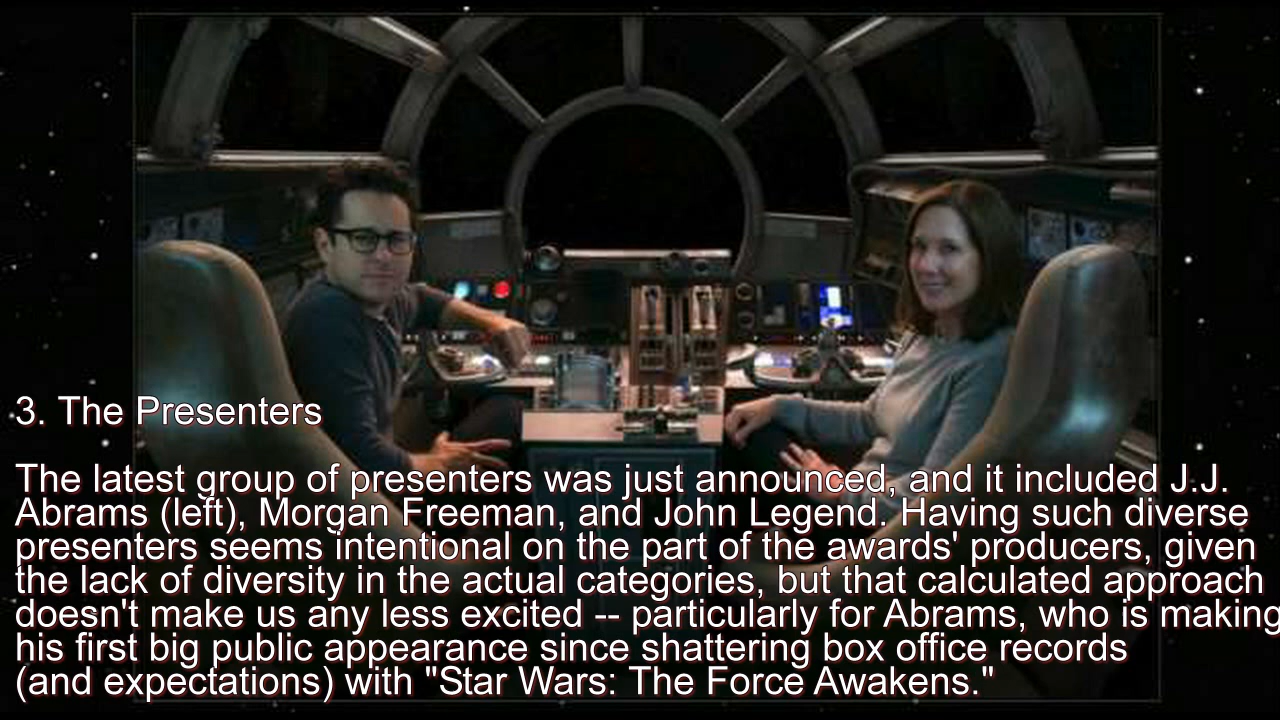 3. The Presenters
The latest group of presenters was just announced, and it included J.J.
Abrams (left), Morgan Freeman, and John Legend. Having such diverse
presenters seems intentional on the part of the awards' producers, given
the lack of diversity in the actual categories, but that calculated approach
doesn't make us any less excited -- particularly for Abrams, who is making
his first big public appearance since shattering box office records
(and expectations) with "Star Wars: The Force Awakens."